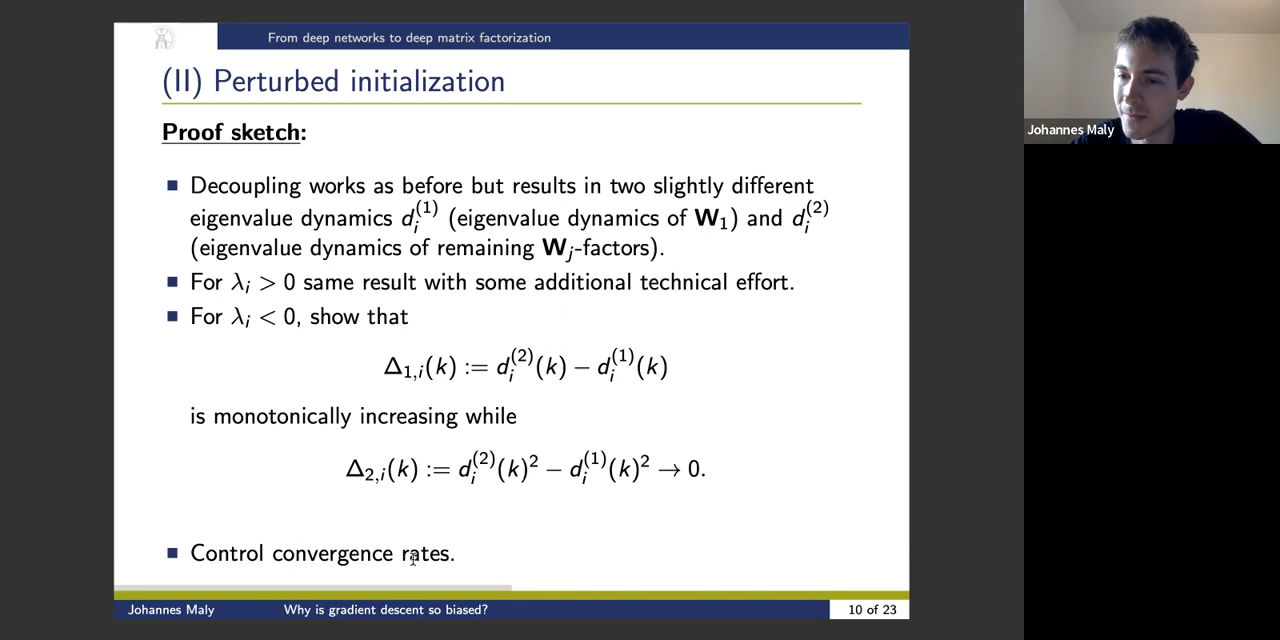 From deep networks to deep matrix factorization
(II) Perturbed initialization
Proof sketch:
Decoupling works as before but results in two slightly different
eigenvalue dynamics d_i^{(1)} (eigenvalue dynamics of W_1) and d_i^{(2)}
(eigenvalue dynamics of remaining W_j-factors).
For λ_i > 0 same result with some additional technical effort.
For λ_i < 0, show that
Δ_{1,i}(k) := d_i^{(2)}(k) − d_i^{(1)}(k)
is monotonically increasing while
Δ_{2,i}(k) := d_i^{(2)}(k)^2 − d_i^{(1)}(k)^2 → 0.
Control convergence rates.
Johannes Maly Why is gradient descent so biased? 10 of 23
Johannes Maly